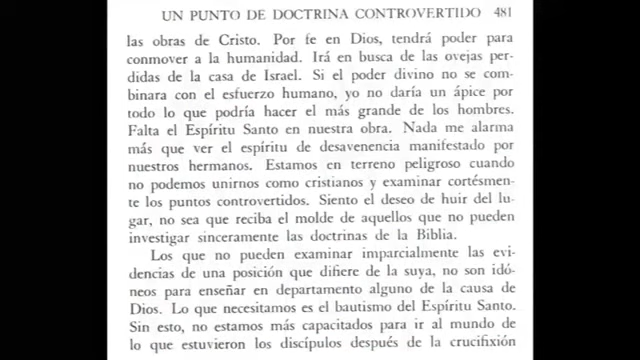 UN PUNTO DE DOCTRINA CONTROVERTIDO 481
las obras de Cristo. Por fe en Dios, tendrá poder para
conmover a la humanidad. Irá en busca de las ovejas per-
didas de la casa de Israel. Si el poder divino no se com-
binara con el esfuerzo humano, yo no daría un ápice por
todo lo que podría hacer el más grande de los hombres.
Falta el Espíritu Santo en nuestra obra. Nada me alarma
más que ver el espíritu de desavenencia manifestado por
nuestros hermanos. Estamos en terreno peligroso cuando
no podemos unirnos como cristianos y examinar cortésmen-
te los puntos controvertidos. Siento el deseo de huir del lu-
gar, no sea que reciba el molde de aquellos que no pueden
investigar sinceramente las doctrinas de la Biblia.
Los que no pueden examinar imparcialmente las evi-
dencias de una posición que difiere de la suya, no son idó-
neos para enseñar en departamento alguno de la causa de
Dios. Lo que necesitamos es el bautismo del Espíritu Santo.
Sin esto, no estamos más capacitados para ir al mundo de
lo que estuvieron los discípulos después de la crucifixión